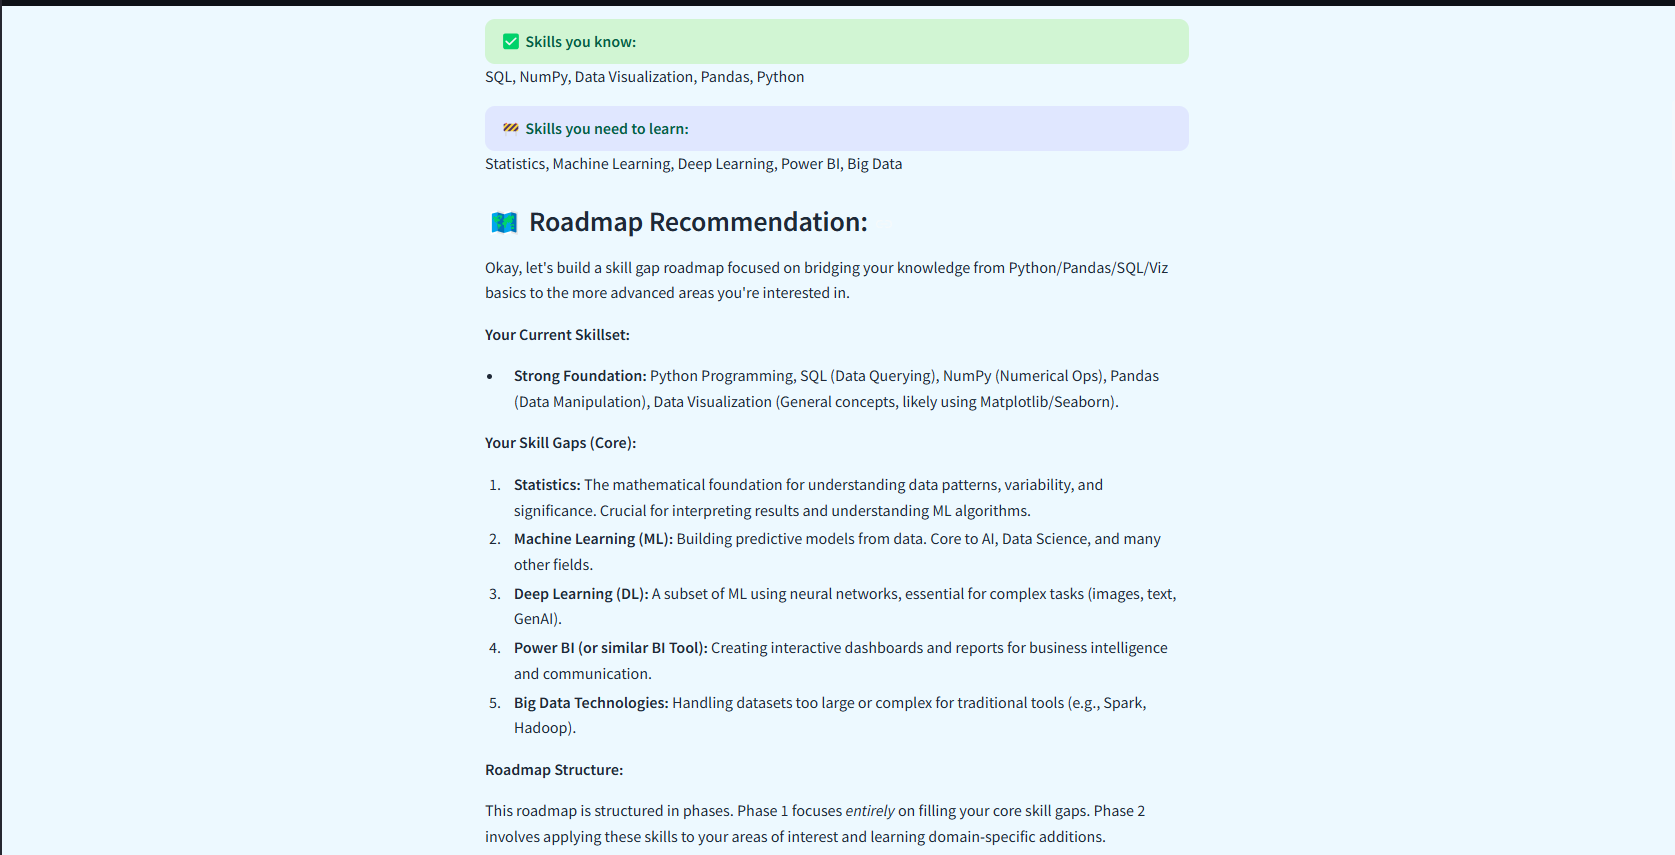 ✅ Skills you know:
SQL, NumPy, Data Visualization, Pandas, Python
🚧 Skills you need to learn:
Statistics, Machine Learning, Deep Learning, Power BI, Big Data
🗺️ Roadmap Recommendation:
Okay, let's build a skill gap roadmap focused on bridging your knowledge from Python/Pandas/SQL/Viz
basics to the more advanced areas you're interested in.
Your Current Skillset:
• Strong Foundation: Python Programming, SQL (Data Querying), NumPy (Numerical Ops), Pandas
(Data Manipulation), Data Visualization (General concepts, likely using Matplotlib/Seaborn).
Your Skill Gaps (Core):
1. Statistics: The mathematical foundation for understanding data patterns, variability, and
significance. Crucial for interpreting results and understanding ML algorithms.
2. Machine Learning (ML): Building predictive models from data. Core to AI, Data Science, and many
other fields.
3. Deep Learning (DL): A subset of ML using neural networks, essential for complex tasks (images, text,
GenAI).
4. Power BI (or similar BI Tool): Creating interactive dashboards and reports for business intelligence
and communication.
5. Big Data Technologies: Handling datasets too large or complex for traditional tools (e.g., Spark,
Hadoop).
Roadmap Structure:
This roadmap is structured in phases. Phase 1 focuses entirely on filling your core skill gaps. Phase 2
involves applying these skills to your areas of interest and learning domain-specific additions.